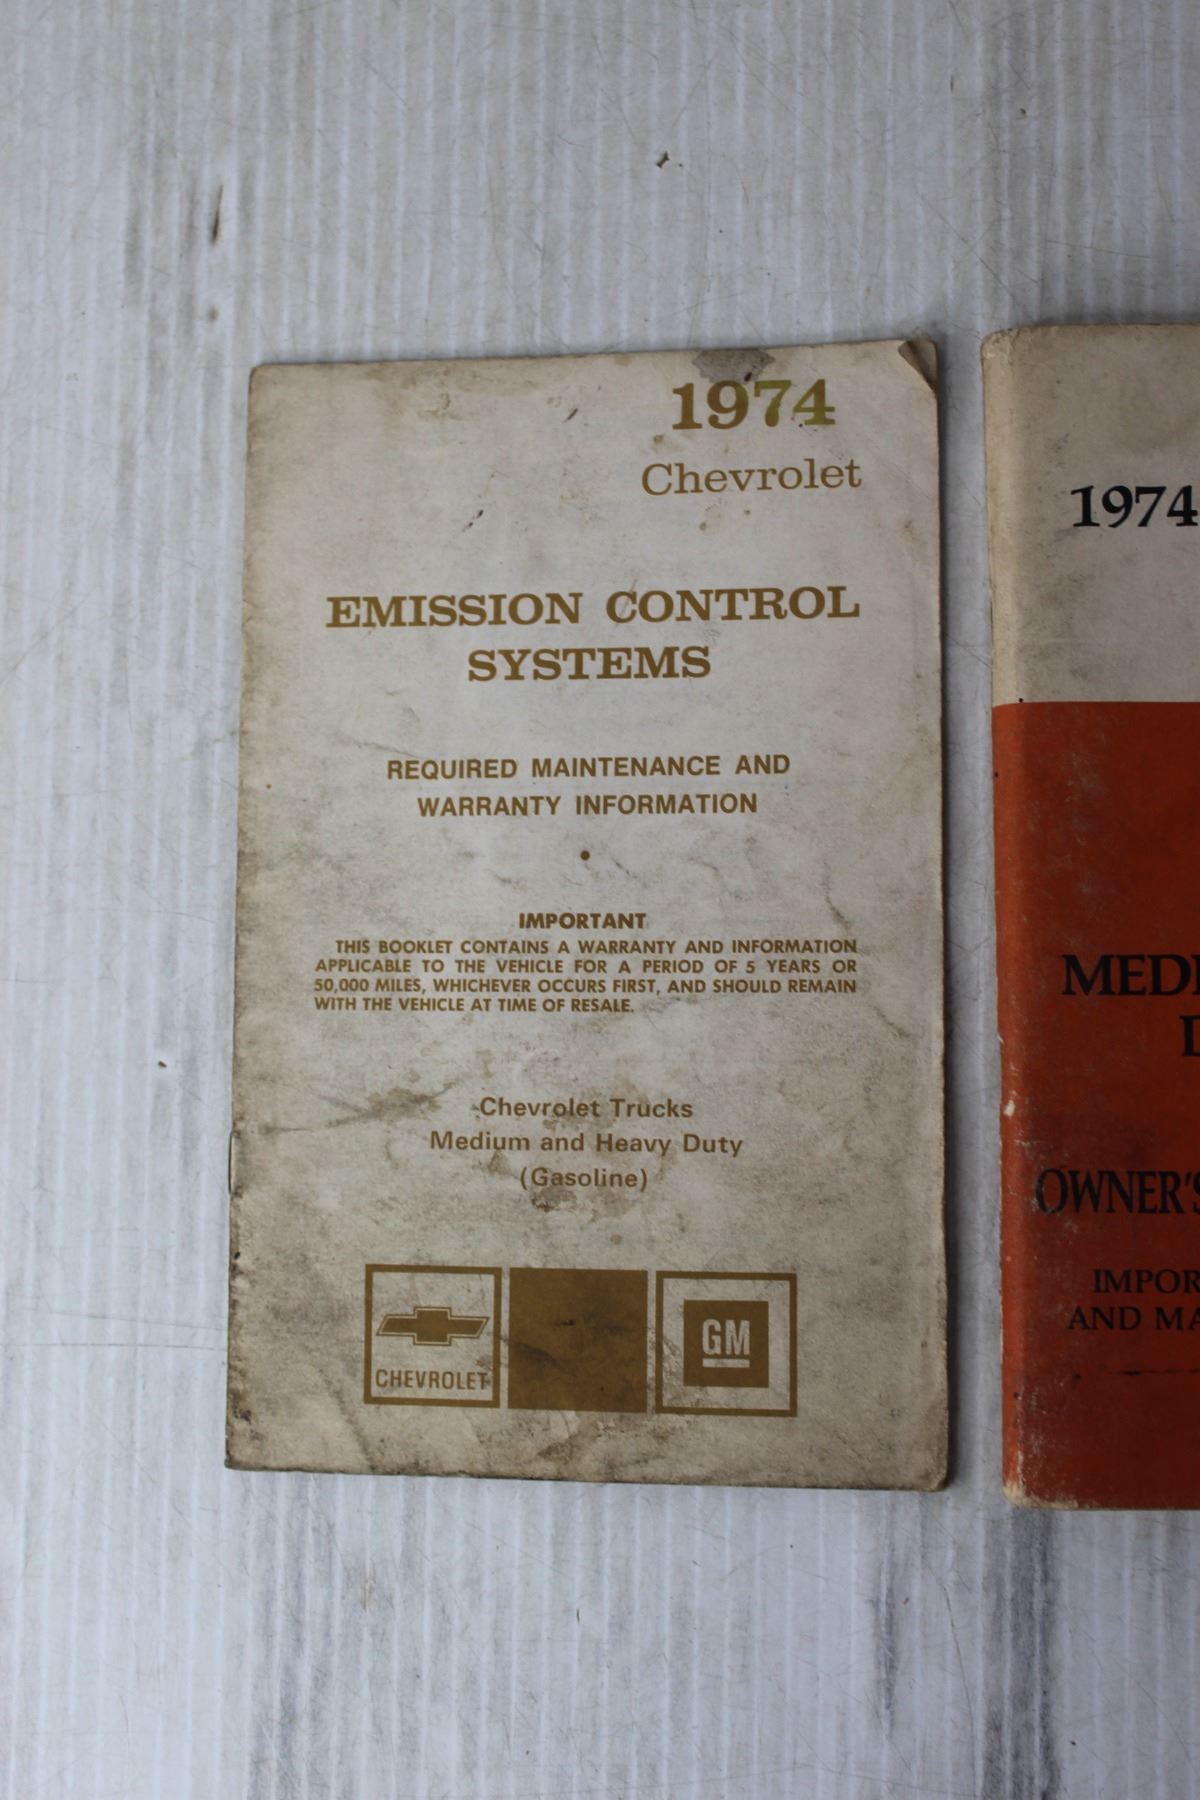 1974
Chevrolet
EMISSION CONTROL
SYSTEMS
REQUIRED MAINTENANCE AND
WARRANTY INFORMATION
•
IMPORTANT
THIS BOOKLET CONTAINS A WARRANTY AND INFORMATION
APPLICABLE TO THE VEHICLE FOR A PERIOD OF 5 YEARS OR
50,000 MILES, WHICHEVER OCCURS FIRST, AND SHOULD REMAIN
WITH THE VEHICLE AT TIME OF RESALE.
Chevrolet Trucks
Medium and Heavy Duty
(Gasoline)
CHEVROLET
GM
1974
OWNER'S
AND